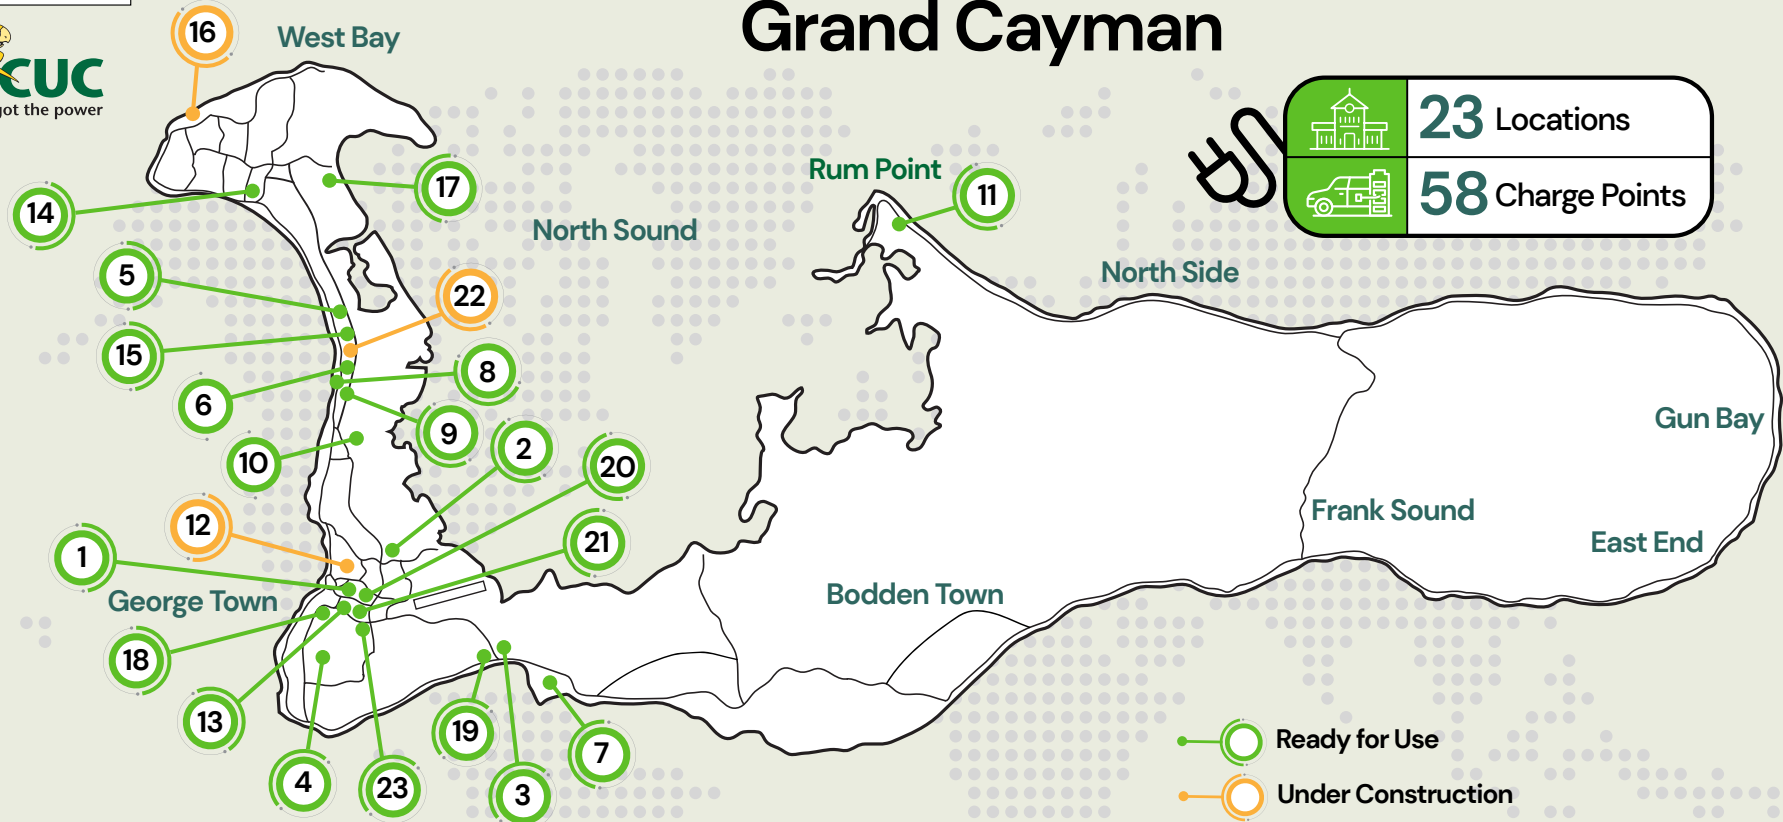 Grand Cayman
16
West Bay
CUC
got the power
23 Locations
58 Charge Points
Rum Point
11
17
14
North Sound
North Side
5
22
15
8
6
9
2
10
20
Gun Bay
12
21
1
Frank Sound
East End
George Town
Bodden Town
18
13
19
7
4
23
3
Ready for Use
Under Construction